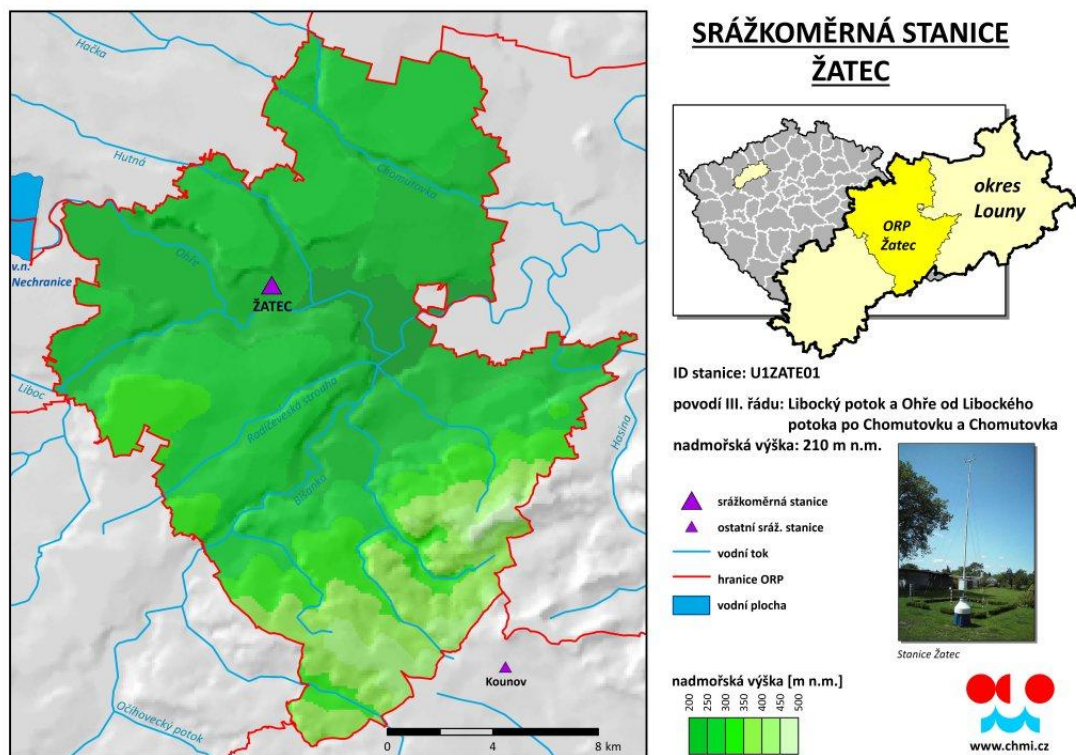 SRÁŽKOMĚRNÁ STANICE
ŽATEC
Hačka
Hutná
Chomutovka
Ohře
v.n.
Nechranice
ŽATEC
Liboc
Radíčeveská strouha
Blšanka
Hasina
Kounov
Očihovecký potok
0 4 8 km
okres
Louny
ORP
Žatec
ID stanice: U1ZATE01
povodí III. řádu: Libocký potok a Ohře od Libockého
potoka po Chomutovku a Chomutovka
nadmořská výška: 210 m n.m.
srážkoměrná stanice
ostatní sráž. stanice
vodní tok
hranice ORP
vodní plocha
Stanice Žatec
nadmořská výška [m n.m.]
200 250 300 350 400 450 500
www.chmi.cz